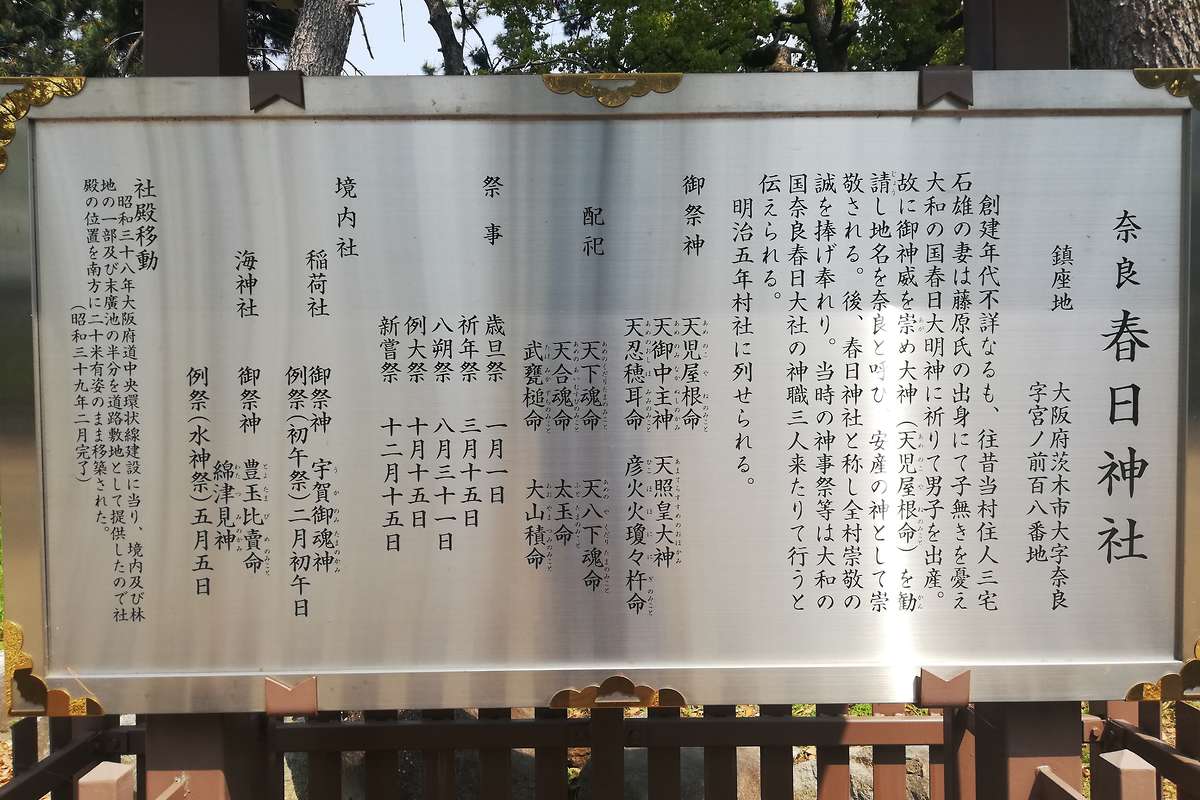 奈良春日神社
鎮座地
大阪府茨木市大字奈良
字宮ノ前百八番地
創建年代不詳なるも、往昔当村住人三宅
石雄の妻は藤原氏の出身にて子無きを憂え
大和の国春日大明神に祈りて男子を出産。
故に御神威を崇め大神（天児屋根命）を勧
請し地名を奈良と呼び 安産の神として崇
敬される。後、春日神社と称し全村崇敬の
誠を捧げ奉れり。当時の神事祭等は大和の
国奈良春日大社の神職三人来たりて行うと
伝えられる。
明治五年村社に列せられる。
御祭神
天児屋根命
天御中主神 天照皇大神
天忍穂耳命 彦火火瓊々杵命
配祀
天下魂命 天八下魂命
天合魂命 太玉命
武甕槌命 大山積命
祭事
歳旦祭 一月一日
祈年祭 三月十五日
八朔祭 八月三十一日
例大祭 十月十五日
新嘗祭 十二月十五日
境内社
稲荷社 御祭神 宇賀御魂神
例祭（初午祭）二月初午日
海神社 御祭神 豊玉比賣命
綿津見神
例祭（水神祭）五月五日
社殿移動
昭和三十八年大阪府道中央環状線建設に当り、境内及び林
地の一部及び末廣池の半分を道路敷地として提供したので社
殿の位置を南方に二十米有姿のまま移築された。
（昭和三十九年二月完了）